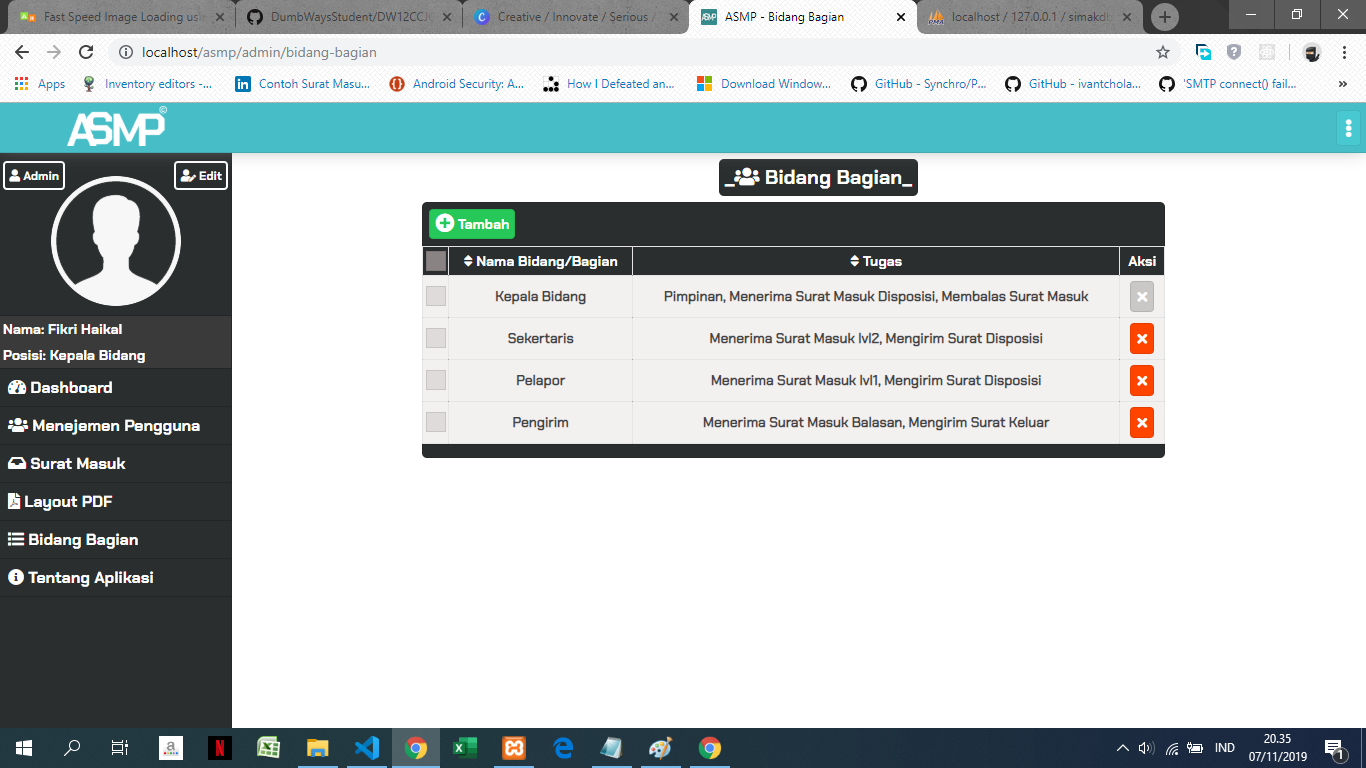 Fast Speed Image Loading usin
DumbWaysStudent/DW12CCJC
Creative / Innovate / Serious /
ASMP - Bidang Bagian
localhost / 127.0.0.1 / simakdb
localhost/asmp/admin/bidang-bagian
Apps
Inventory editors -...
Contoh Surat Masu...
Android Security: A...
How I Defeated an...
Download Window...
GitHub - Synchro/P...
GitHub - ivantchola...
'SMTP connect() fail...
»
ASMP©
Admin
Edit
Nama: Fikri Haikal
Posisi: Kepala Bidang
Dashboard
Menejemen Pengguna
Surat Masuk
Layout PDF
Bidang Bagian
Tentang Aplikasi
_Bidang Bagian_
Tambah
Nama Bidang/Bagian Tugas Aksi
Kepala Bidang Pimpinan, Menerima Surat Masuk Disposisi, Membalas Surat Masuk
Sekertaris Menerima Surat Masuk lvl2, Mengirim Surat Disposisi
Pelapor Menerima Surat Masuk lvl1, Mengirim Surat Disposisi
Pengirim Menerima Surat Masuk Balasan, Mengirim Surat Keluar
IND
20.35
07/11/2019
1